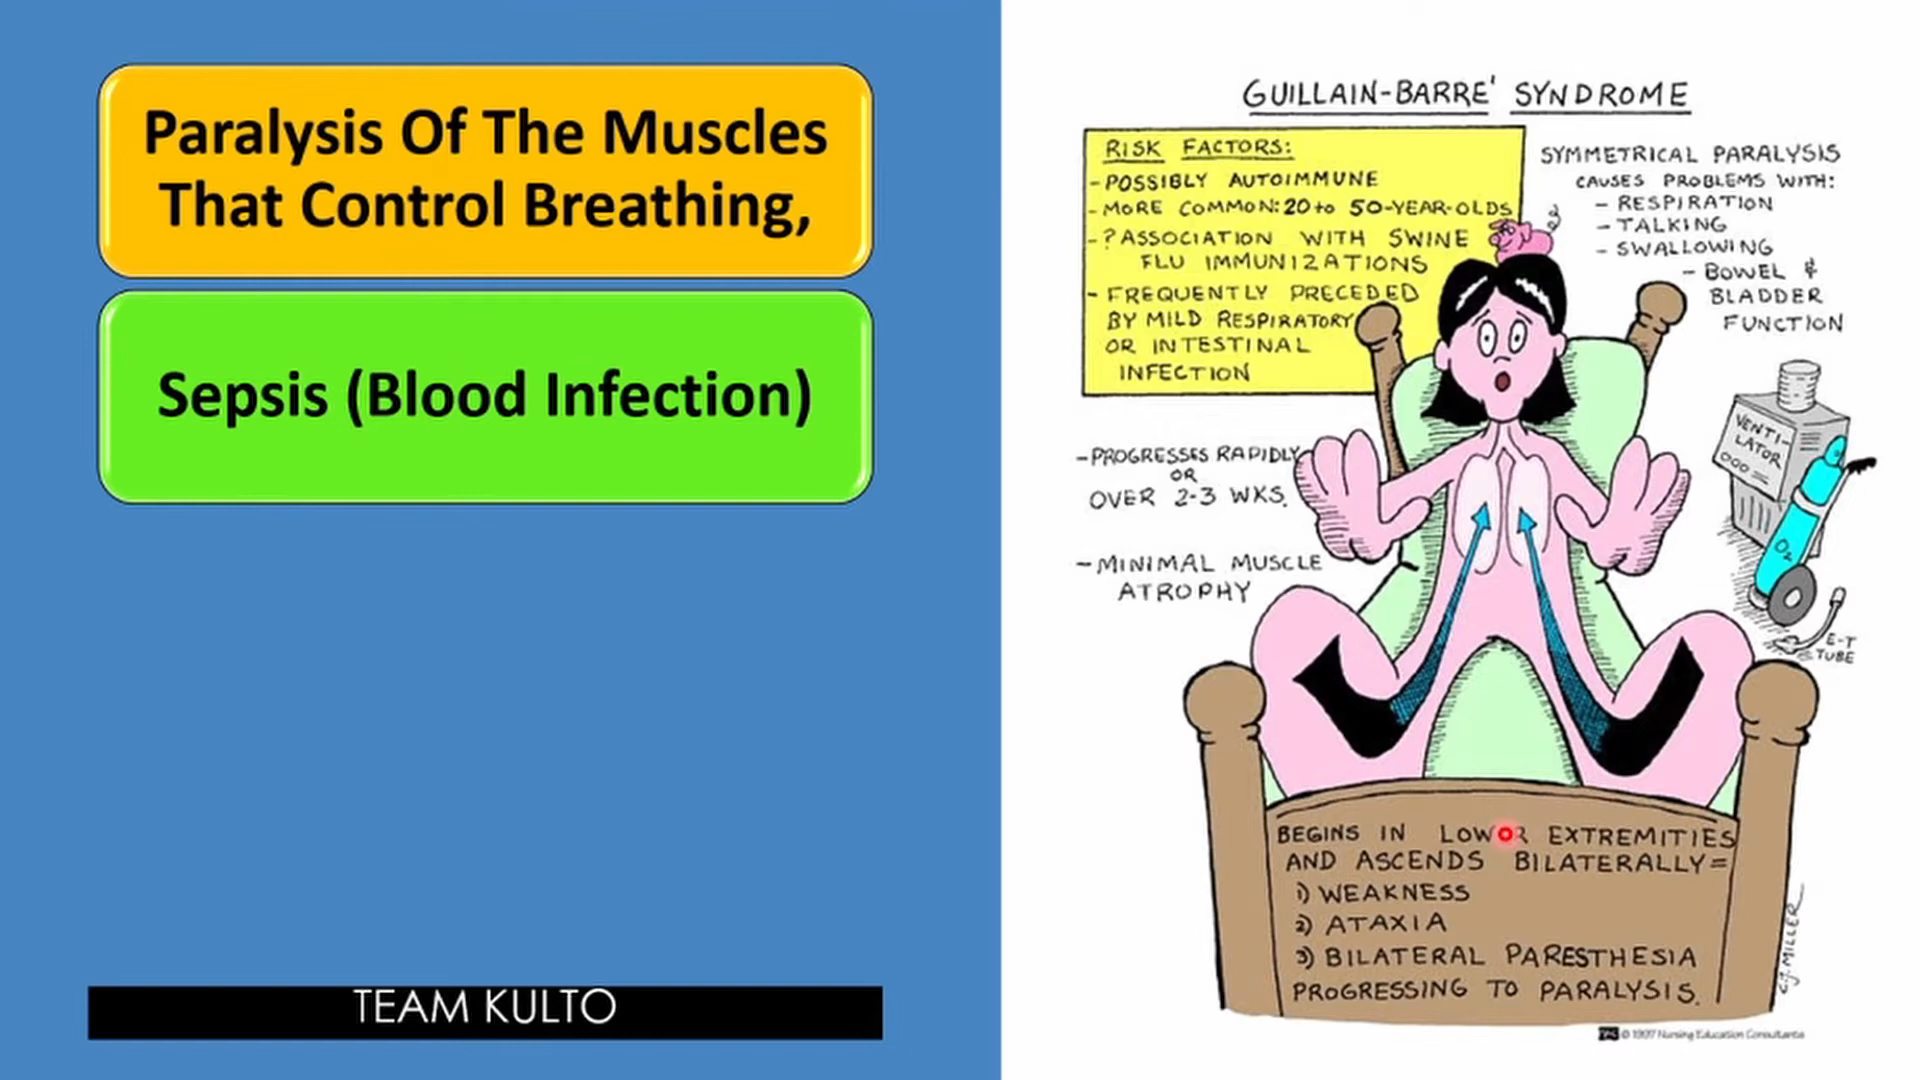 Paralysis Of The Muscles
That Control Breathing,
Sepsis (Blood Infection)
TEAM KULTO
GUILLAIN-BARRE' SYNDROME
RISK FACTORS:
-POSSIBLY AUTOIMMUNE
-MORE COMMON: 20 to 50-YEAR-OLDS
-? ASSOCIATION WITH SWINE
FLU IMMUNIZATIONS
- FREQUENTLY PRECEDED
BY MILD RESPIRATORY
OR INTESTINAL
INFECTION
SYMMETRICAL PARALYSIS
CAUSES PROBLEMS WITH:
- RESPIRATION
- TALKING
- SWALLOWING
- BOWEL &
BLADDER
FUNCTION
-PROGRESSES RAPIDLY
OR
OVER 2-3 WKS.
-MINIMAL MUSCLE
ATROPHY
VENTI-
LATOR
O2
E-T
TUBE
BEGINS IN LOWER EXTREMITIES
AND ASCENDS BILATERALLY=
1) WEAKNESS
2) ATAXIA
3) BILATERAL PARESTHESIA
PROGRESSING TO PARALYSIS.
C.J. MILLER
© 1997 Nursing Education Consultants